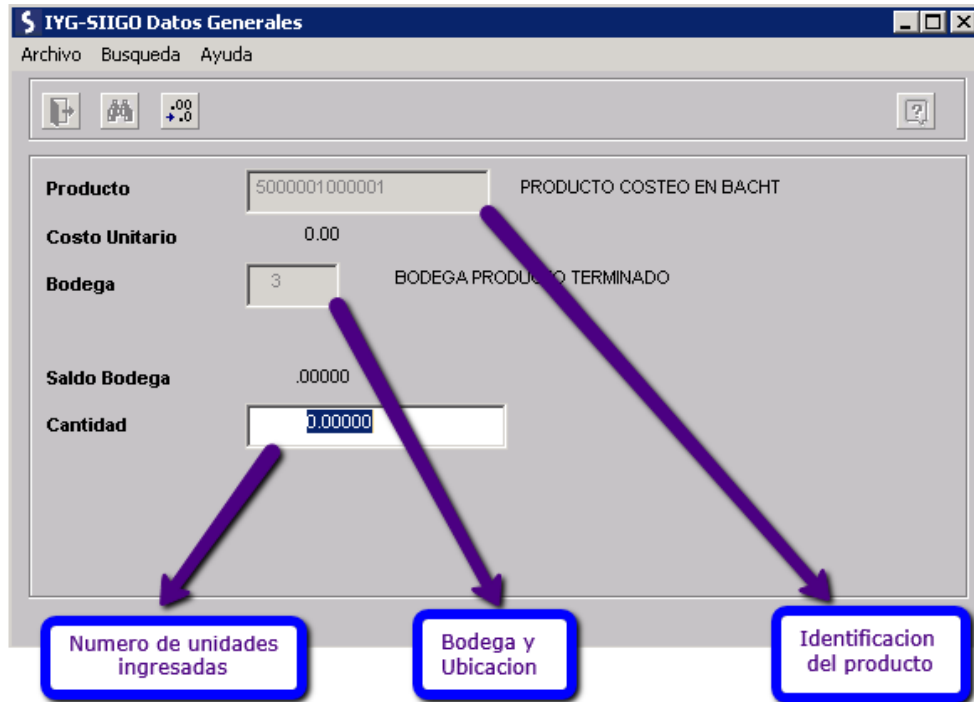 IYG-SIIGO Datos Generales
Archivo Busqueda Ayuda
.00
.0
Producto 5000001000001 PRODUCTO COSTEO EN BACHT
Costo Unitario 0.00
Bodega 3 BODEGA PRODUCTO TERMINADO
Saldo Bodega .00000
Cantidad 0.00000
Numero de unidades
ingresadas
Bodega y
Ubicacion
Identificacion
del producto